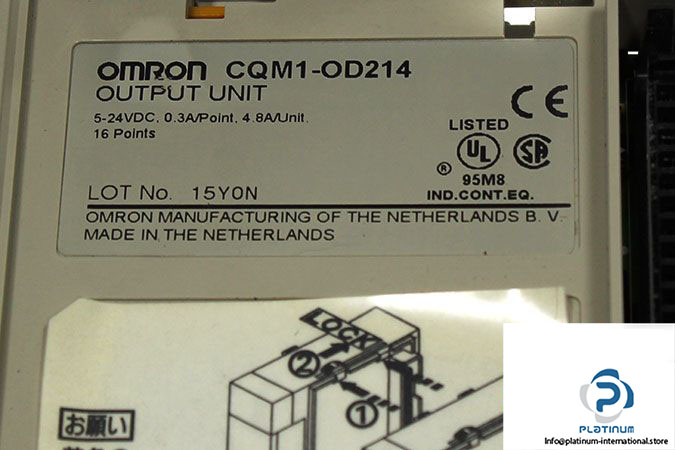 OMRON CQM1-OD214
OUTPUT UNIT
5-24VDC, 0.3A/Point, 4.8A/Unit.
16 Points
CE
LISTED
UL
®
SA
95M8
IND.CONT.EQ.
LOT No. 15Y0N
OMRON MANUFACTURING OF THE NETHERLANDS B. V.
MADE IN THE NETHERLANDS
LOCK
②
①
お願い
PLATINUM
Info@platinum-international.store